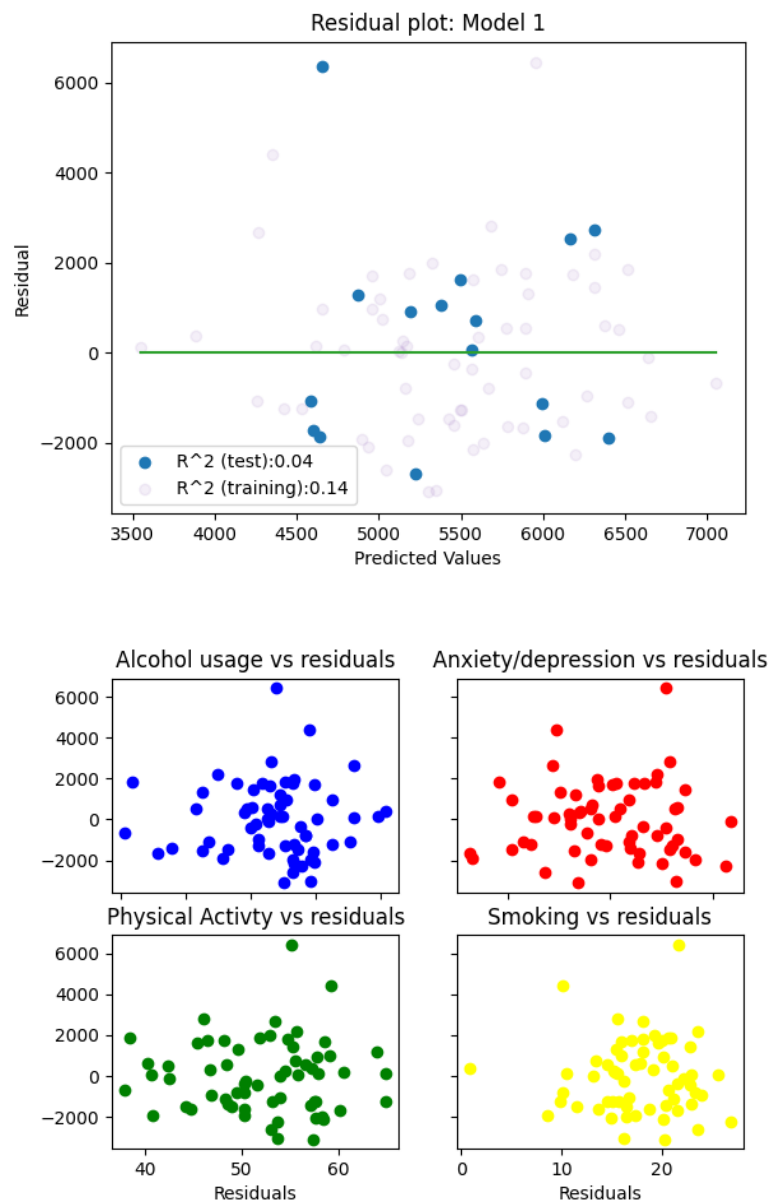 Residual plot: Model 1
6000
4000
2000
0
−2000
Residual
R^2 (test):0.04
R^2 (training):0.14
3500 4000 4500 5000 5500 6000 6500 7000
Predicted Values
Alcohol usage vs residuals
Anxiety/depression vs residuals
6000
4000
2000
0
−2000
Physical Activty vs residuals
Smoking vs residuals
6000
4000
2000
0
−2000
40 50 60
0 10 20
Residuals
Residuals